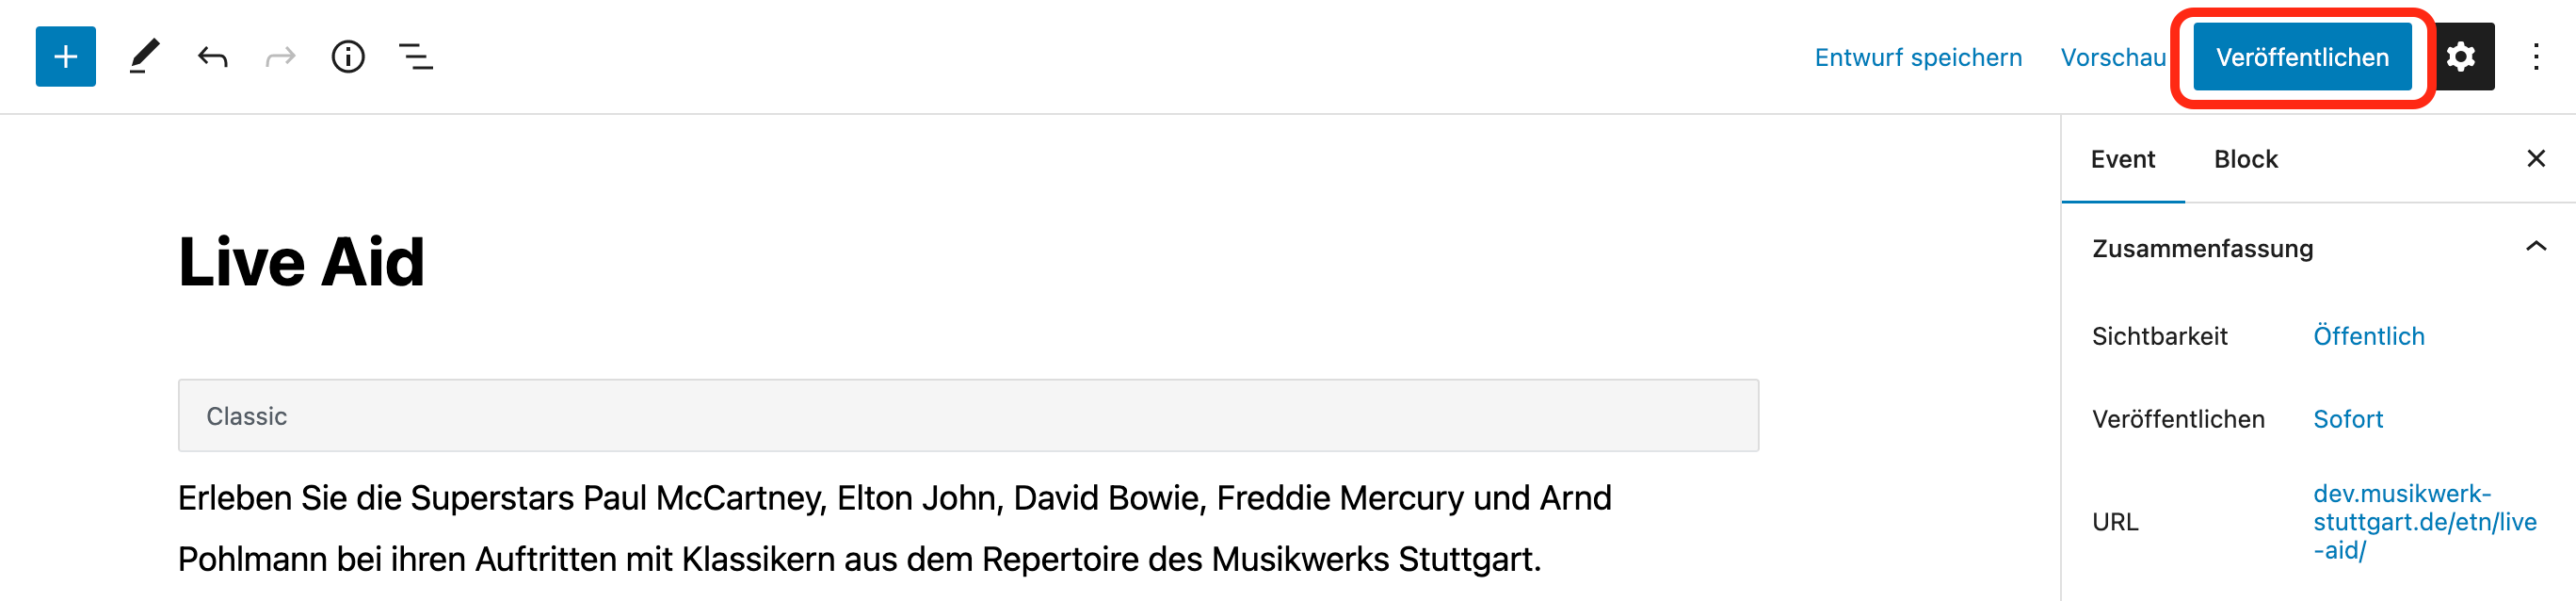 Entwurf speichern Vorschau Veröffentlichen
Event Block
Live Aid
Zusammenfassung
Sichtbarkeit Öffentlich
Classic
Veröffentlichen Sofort
Erleben Sie die Superstars Paul McCartney, Elton John, David Bowie, Freddie Mercury und Arnd
Pohlmann bei ihren Auftritten mit Klassikern aus dem Repertoire des Musikwerks Stuttgart.
URL
dev.musikwerk-
stuttgart.de/etn/live
-aid/